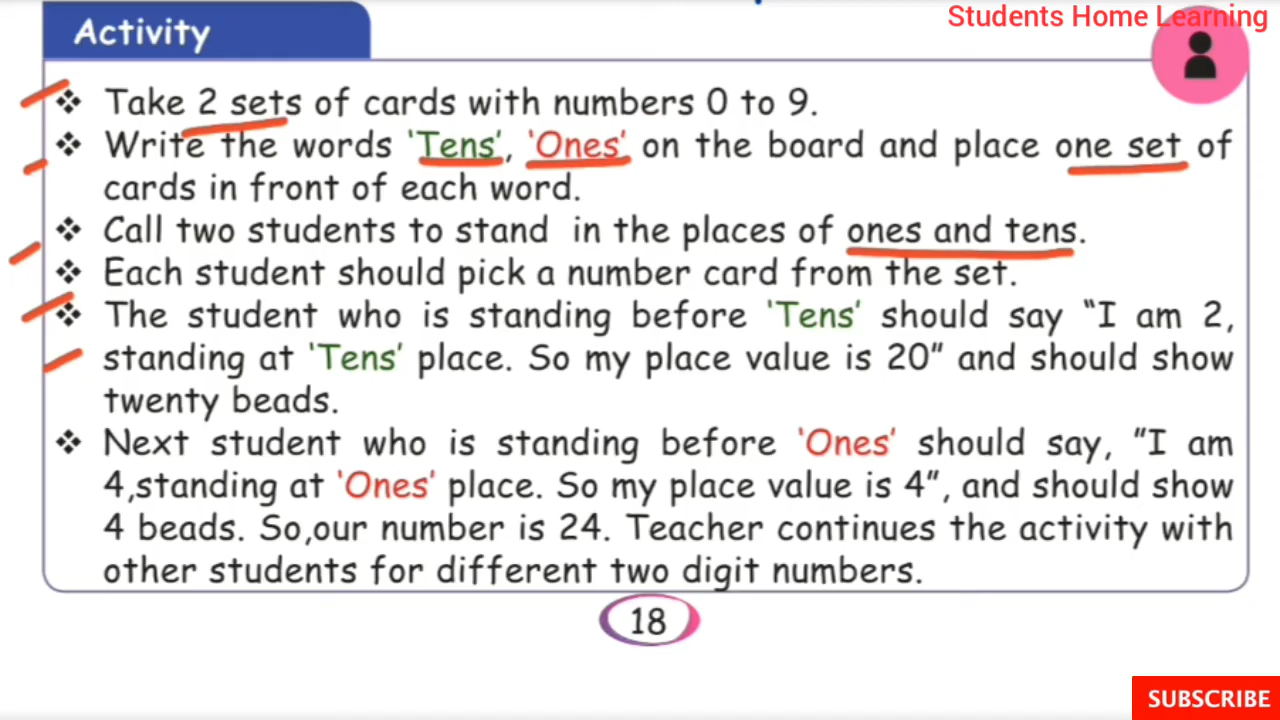 Students Home Learning
Activity
❖ Take 2 sets of cards with numbers 0 to 9.
❖ Write the words 'Tens', 'Ones' on the board and place one set of
cards in front of each word.
❖ Call two students to stand in the places of ones and tens.
❖ Each student should pick a number card from the set.
❖ The student who is standing before 'Tens' should say "I am 2,
standing at 'Tens' place. So my place value is 20" and should show
twenty beads.
❖ Next student who is standing before 'Ones' should say, "I am
4,standing at 'Ones' place. So my place value is 4", and should show
4 beads. So,our number is 24. Teacher continues the activity with
other students for different two digit numbers.
18
SUBSCRIBE